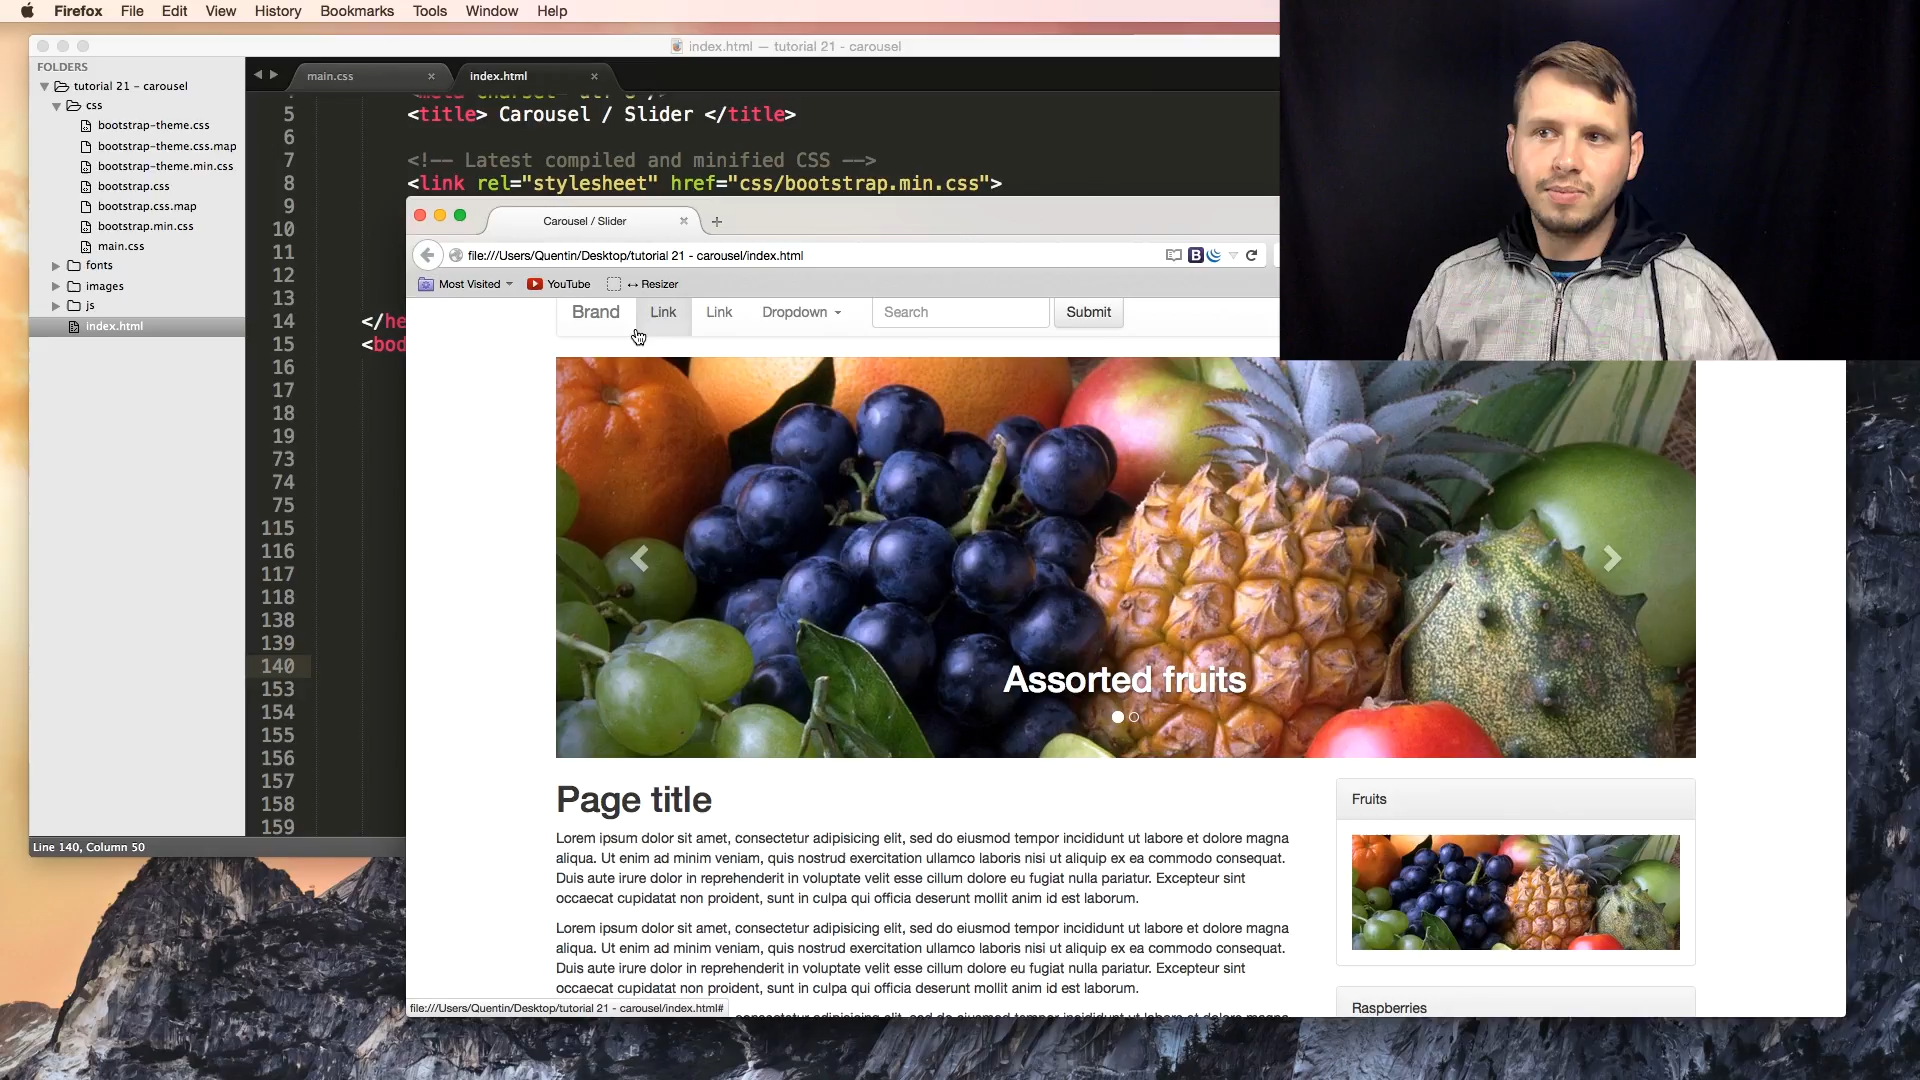 Firefox File Edit View History Bookmarks Tools Window Help
index.html — tutorial 21 - carousel
FOLDERS
tutorial 21 - carousel
css
bootstrap-theme.css
bootstrap-theme.css.map
bootstrap-theme.min.css
bootstrap.css
bootstrap.css.map
bootstrap.min.css
main.css
fonts
images
js
index.html
Line 140, Column 50
main.css index.html
5 <title> Carousel / Slider </title>
6
7 <!-- Latest compiled and minified CSS -->
8 <link rel="stylesheet" href="css/bootstrap.min.css">
9
10
11
12
13
14 </he
15 <bod
16
17
18
19
73
74
75
115
116
117
118
138
139
140
153
154
155
156
157
158
159
Carousel / Slider
file:///Users/Quentin/Desktop/tutorial 21 - carousel/index.html
B
Most Visited YouTube Resizer
Brand Link Link Dropdown Search Submit
Assorted fruits
Page title
Lorem ipsum dolor sit amet, consectetur adipisicing elit, sed do eiusmod tempor incididunt ut labore et dolore magna
aliqua. Ut enim ad minim veniam, quis nostrud exercitation ullamco laboris nisi ut aliquip ex ea commodo consequat.
Duis aute irure dolor in reprehenderit in voluptate velit esse cillum dolore eu fugiat nulla pariatur. Excepteur sint
occaecat cupidatat non proident, sunt in culpa qui officia deserunt mollit anim id est laborum.
Lorem ipsum dolor sit amet, consectetur adipisicing elit, sed do eiusmod tempor incididunt ut labore et dolore magna
aliqua. Ut enim ad minim veniam, quis nostrud exercitation ullamco laboris nisi ut aliquip ex ea commodo consequat.
Duis aute irure dolor in reprehenderit in voluptate velit esse cillum dolore eu fugiat nulla pariatur. Excepteur sint
occaecat cupidatat non proident, sunt in culpa qui officia deserunt mollit anim id est laborum.
Fruits
Raspberries
file:///Users/Quentin/Desktop/tutorial 21 - carousel/index.html#